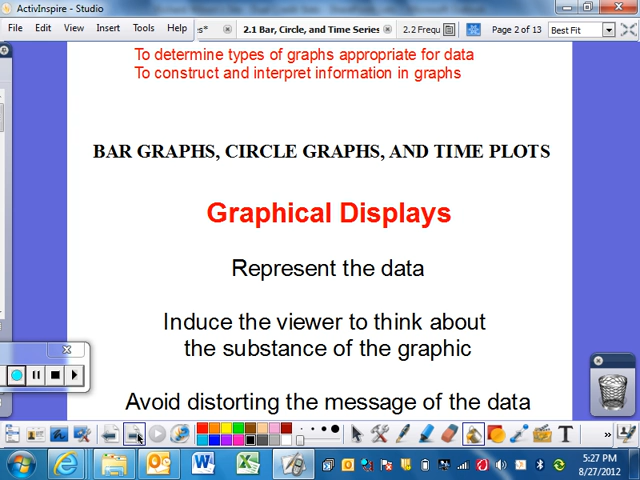 ActivInspire - Studio
File Edit View Insert Tools Help
2.1 Bar, Circle, and Time Series
2.2 Frequ
Page 2 of 13
Best Fit
To determine types of graphs appropriate for data
To construct and interpret information in graphs
BAR GRAPHS, CIRCLE GRAPHS, AND TIME PLOTS
Graphical Displays
Represent the data
Induce the viewer to think about
the substance of the graphic
Avoid distorting the message of the data
5:27 PM
8/27/2012